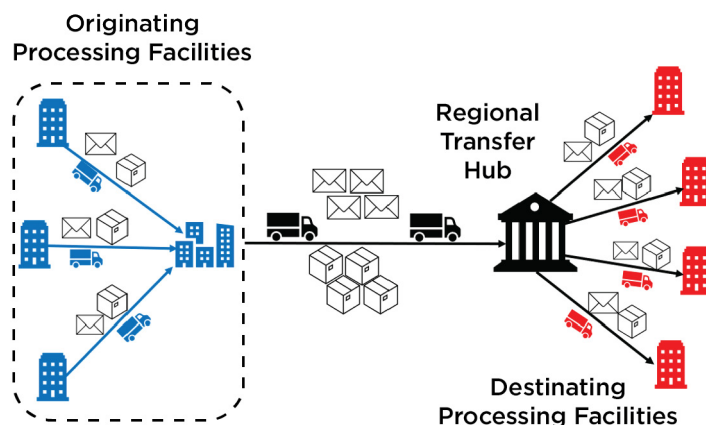 Originating
Processing Facilities
Regional
Transfer
Hub
Destinating
Processing Facilities